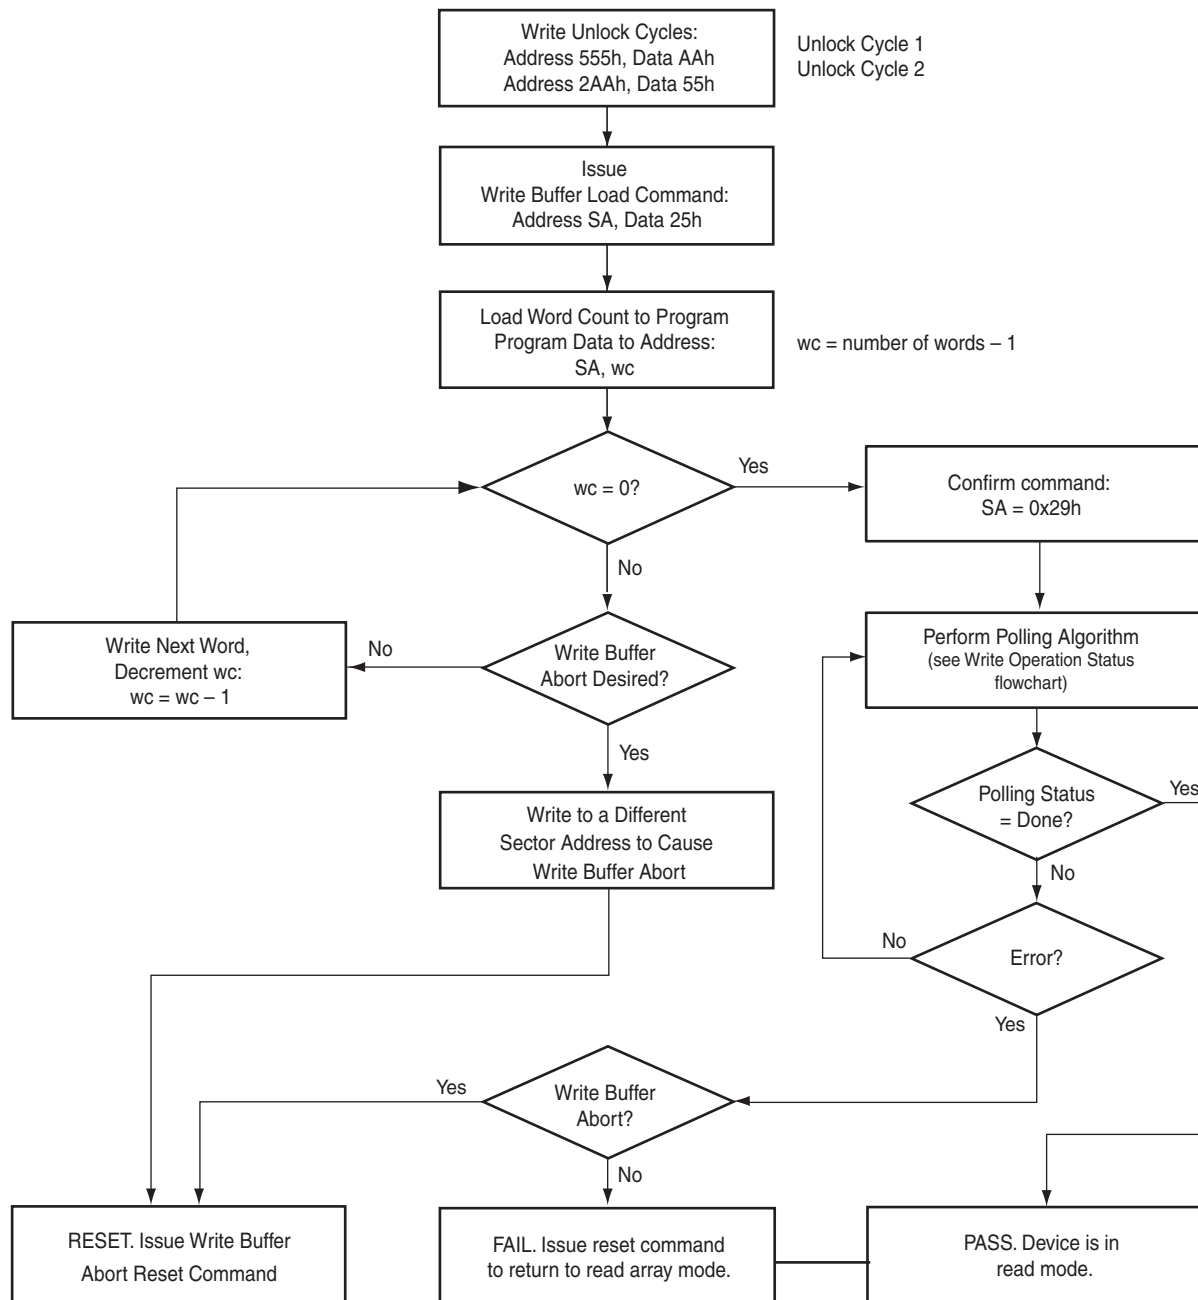 Write Unlock Cycles:
Address 555h, Data AAh
Address 2AAh, Data 55h
Unlock Cycle 1
Unlock Cycle 2
Issue
Write Buffer Load Command:
Address SA, Data 25h
Load Word Count to Program
Program Data to Address:
SA, wc
wc = number of words – 1
wc = 0?
Yes
Confirm command:
SA = 0x29h
No
Write Next Word,
Decrement wc:
wc = wc – 1
No
Write Buffer
Abort Desired?
Perform Polling Algorithm
(see Write Operation Status
flowchart)
Yes
Polling Status
= Done?
Yes
Write to a Different
Sector Address to Cause
Write Buffer Abort
No
No
Error?
Yes
Yes
Write Buffer
Abort?
No
RESET. Issue Write Buffer
Abort Reset Command
FAIL. Issue reset command
to return to read array mode.
PASS. Device is in
read mode.